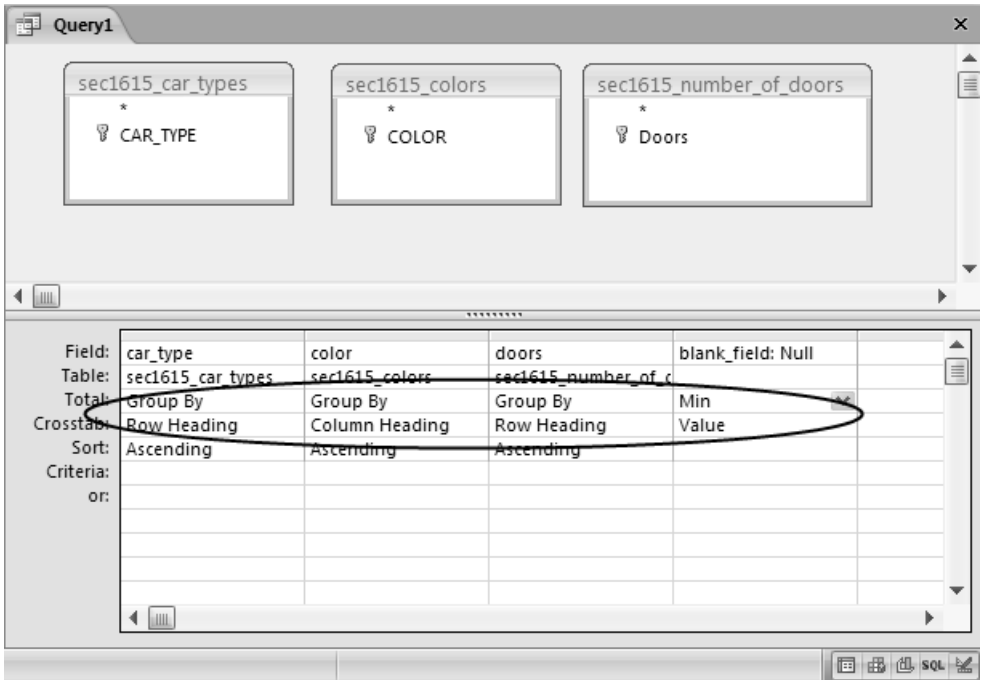 Query1
sec1615_car_types
*
CAR_TYPE
sec1615_colors
*
COLOR
sec1615_number_of_doors
*
Doors
Field: car_type color doors blank_field: Null
Table: sec1615_car_types sec1615_colors sec1615_number_of_d
Total: Group By Group By Group By Min
Crosstab: Row Heading Column Heading Row Heading Value
Sort: Ascending Ascending Ascending
Criteria:
or:
SQL